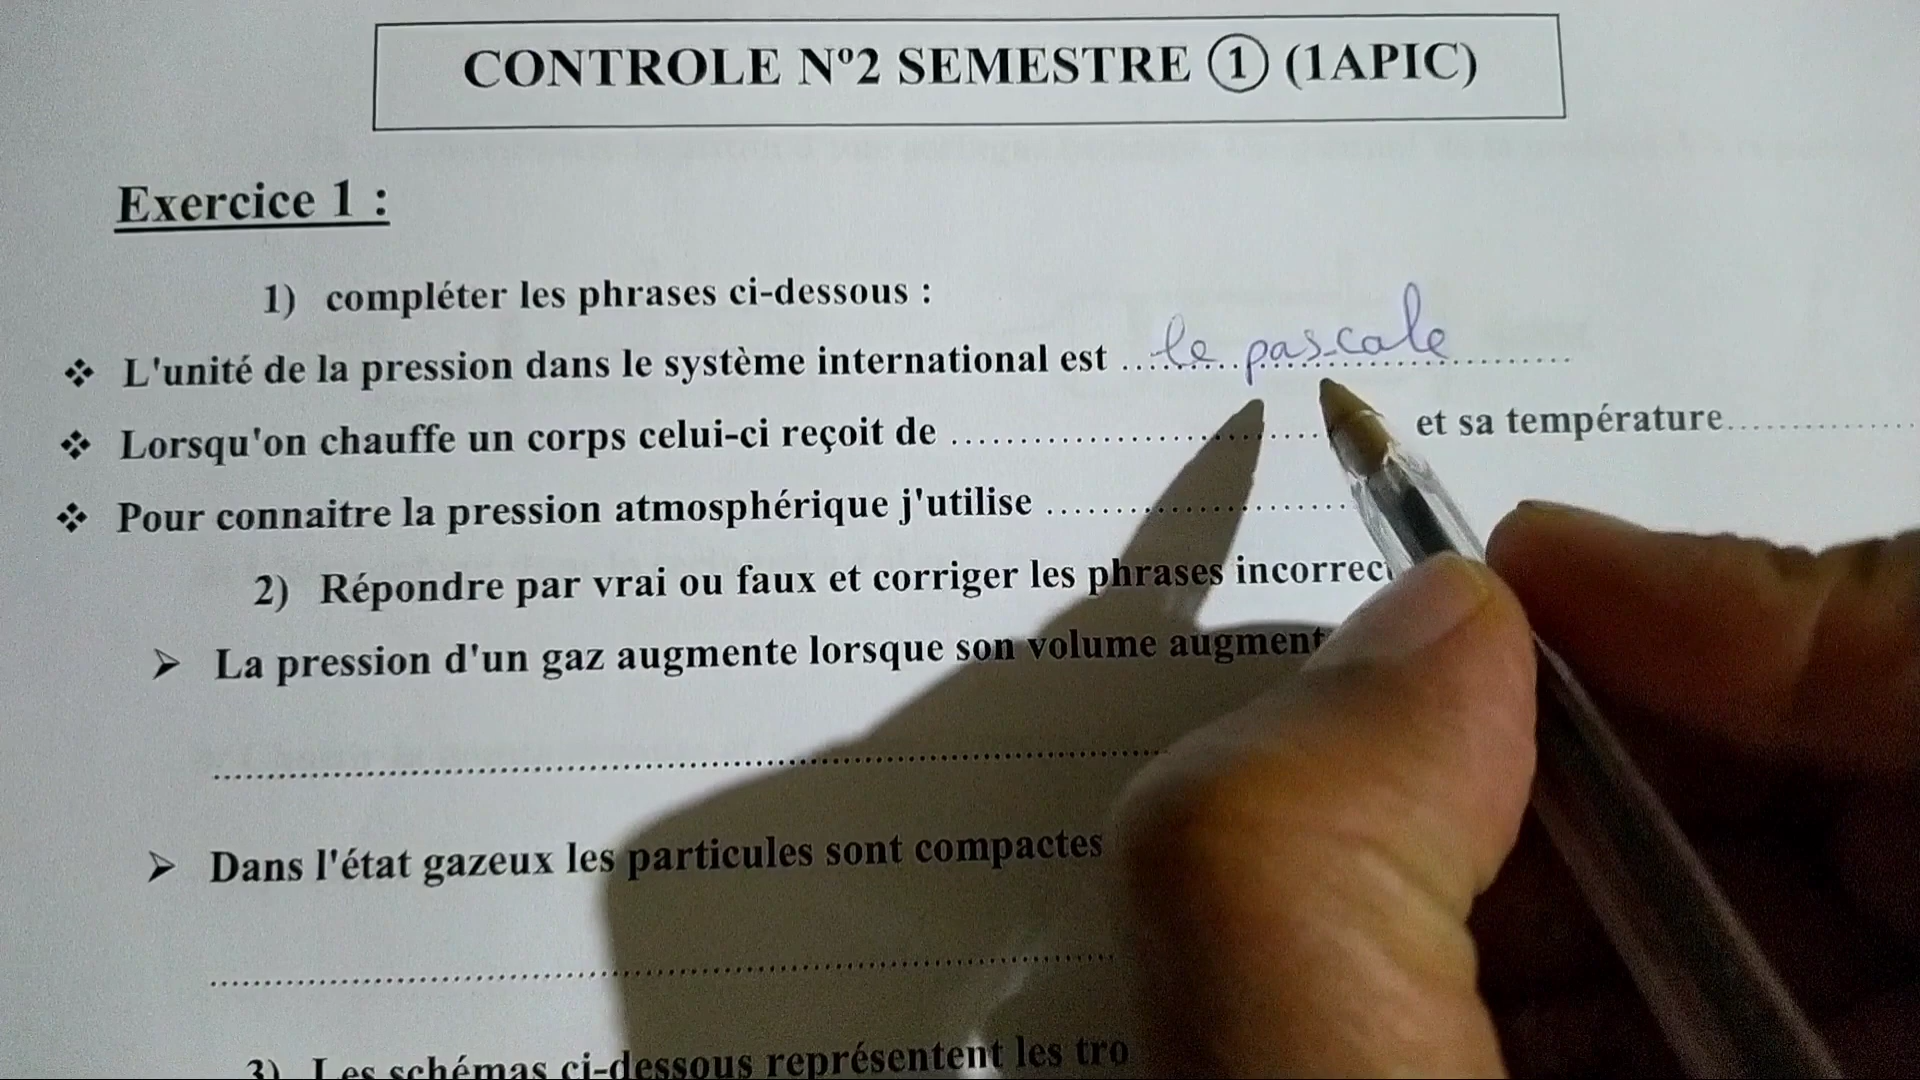 CONTROLE Nº2 SEMESTRE ① (1APIC)
Exercice 1 :
1) compléter les phrases ci-dessous :
❖ L'unité de la pression dans le système international est ... le pascale ............
❖ Lorsqu'on chauffe un corps celui-ci reçoit de .............................. et sa température..................
❖ Pour connaitre la pression atmosphérique j'utilise ........................
2) Répondre par vrai ou faux et corriger les phrases
➢ La pression d'un gaz augmente lorsque son volume
➢ Dans l'état gazeux les particules sont compactes
3) Les schémas ci-dessous représentent les